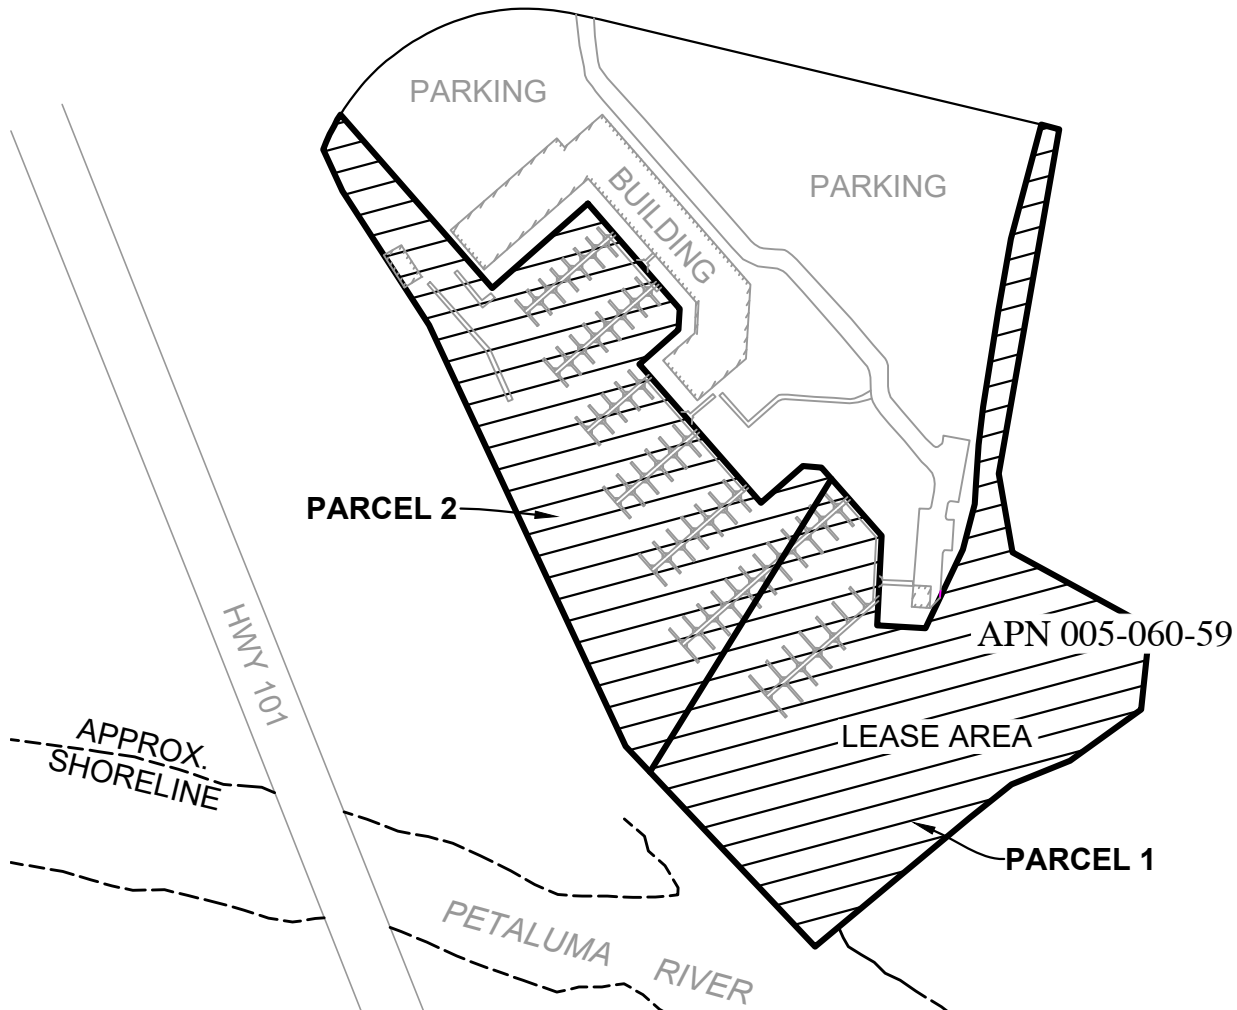 PARKING
PARKING
BUILDING
PARCEL 2
HWY 101
APN 005-060-59
APPROX.
SHORELINE
LEASE AREA
PARCEL 1
PETALUMA RIVER